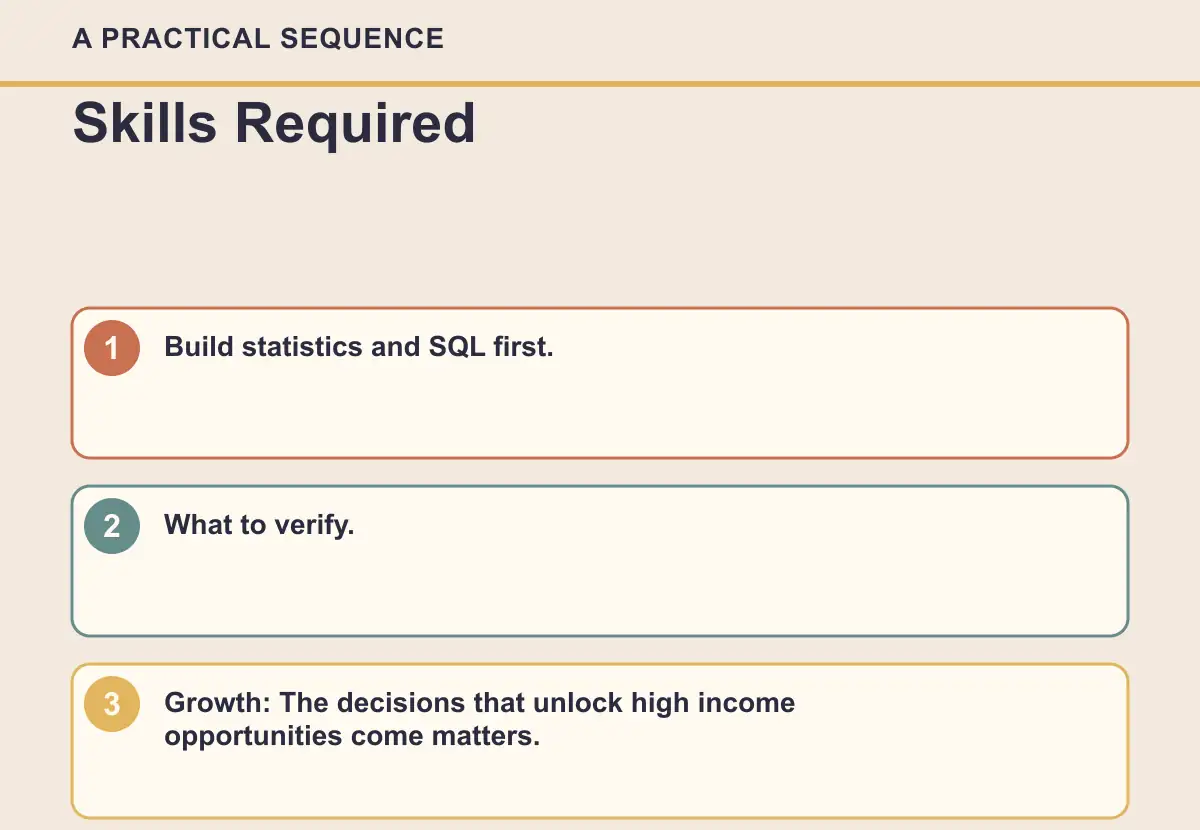 A PRACTICAL SEQUENCE
Skills Required
1 Build statistics and SQL first.
2 What to verify.
3 Growth: The decisions that unlock high income
opportunities come matters.